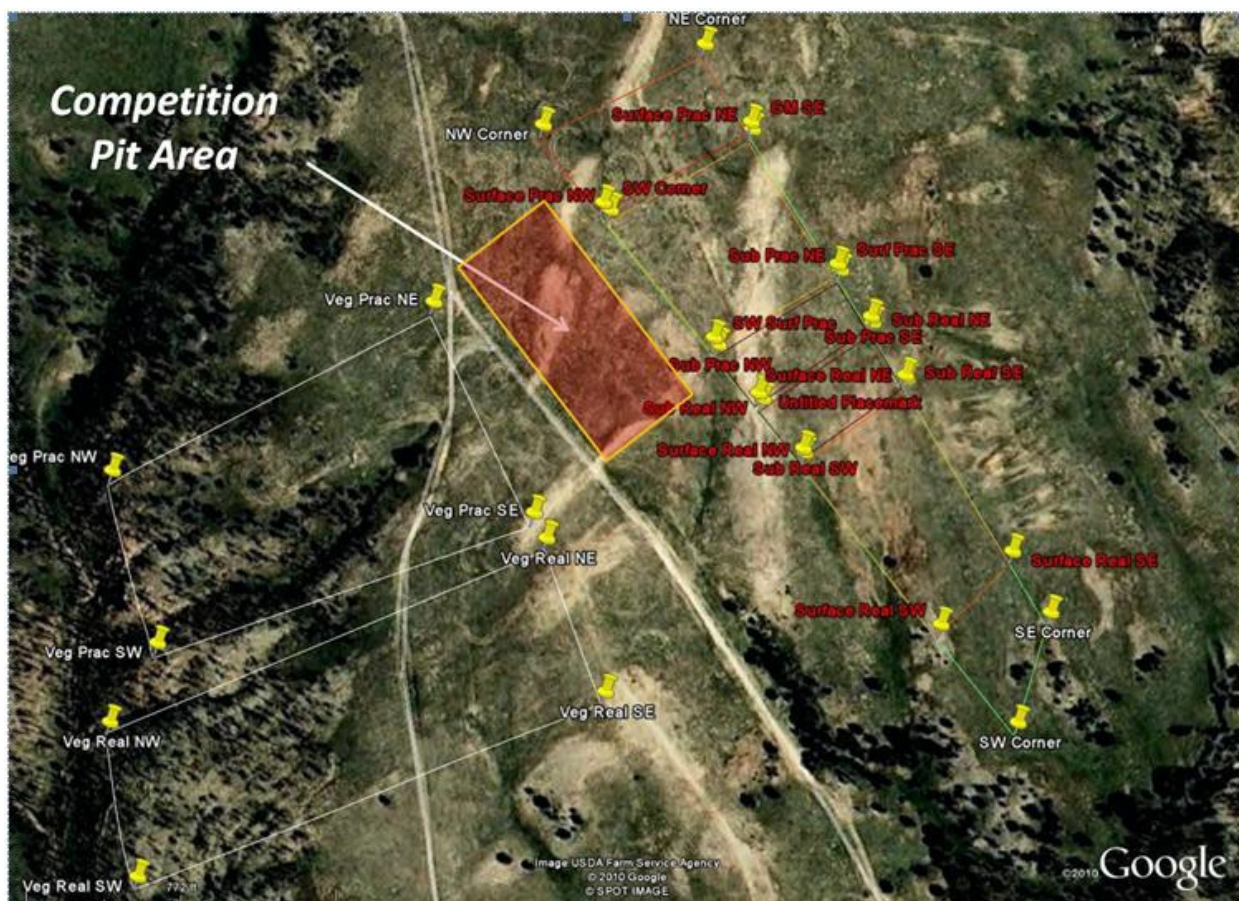 NE Corner
Competition
Pit Area
Surface Prac NE
GM SE
NW Corner
Surface Prac NW
SW Corner
Sub Prac NE
Surf Prac SE
Veg Prac NE
SW Surf Prac
Sub Real NE
Sub Prac SE
Sub Prac NW
Surface Real NE
Sub Real SE
Sub Real NW
Untitled Placemark
Surface Real NW
Sub Real SW
Veg Prac NW
Veg Prac SE
Veg Real NE
Surface Real SE
Surface Real SW
SE Corner
Veg Prac SW
Veg Real NW
Veg Real SE
SW Corner
Image USDA Farm Service Agency
© 2010 Google
© SPOT IMAGE
©2010 Google
Veg Real SW
772 ft